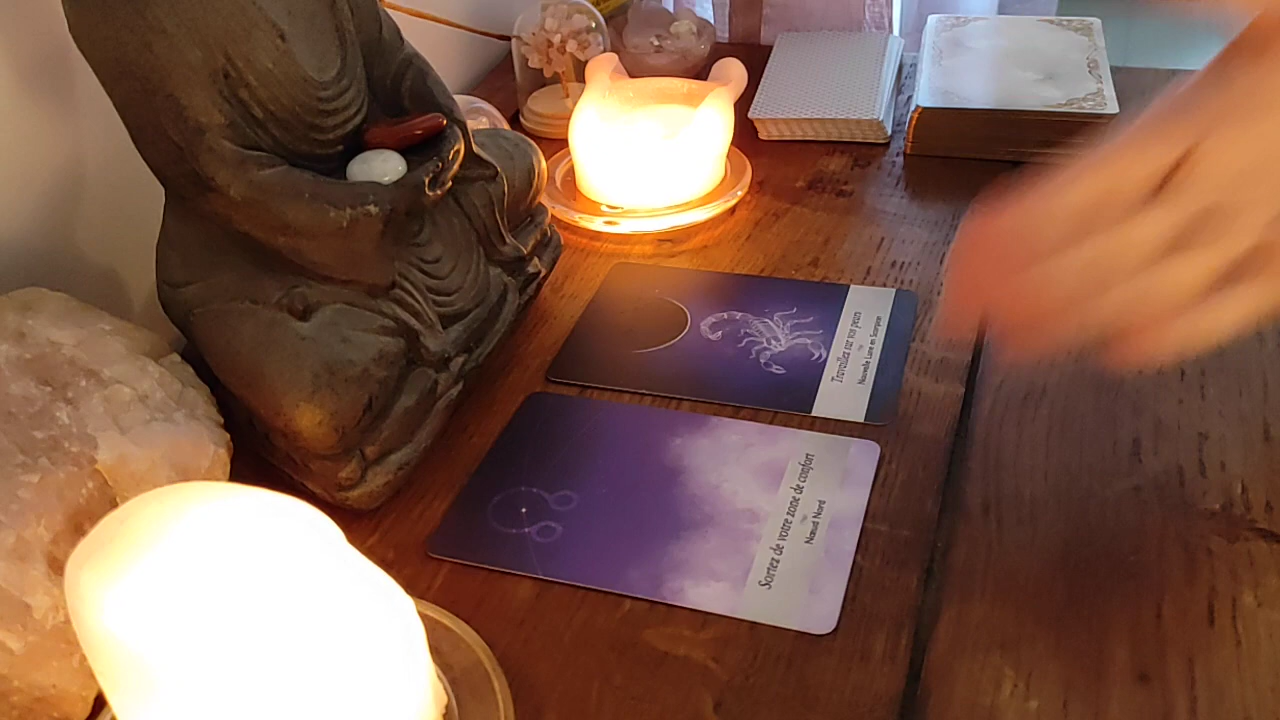 Travaillez sur vos peurs
Nouvelle Lune en Scorpion
Sortez de votre zone de confort
Nœud Nord